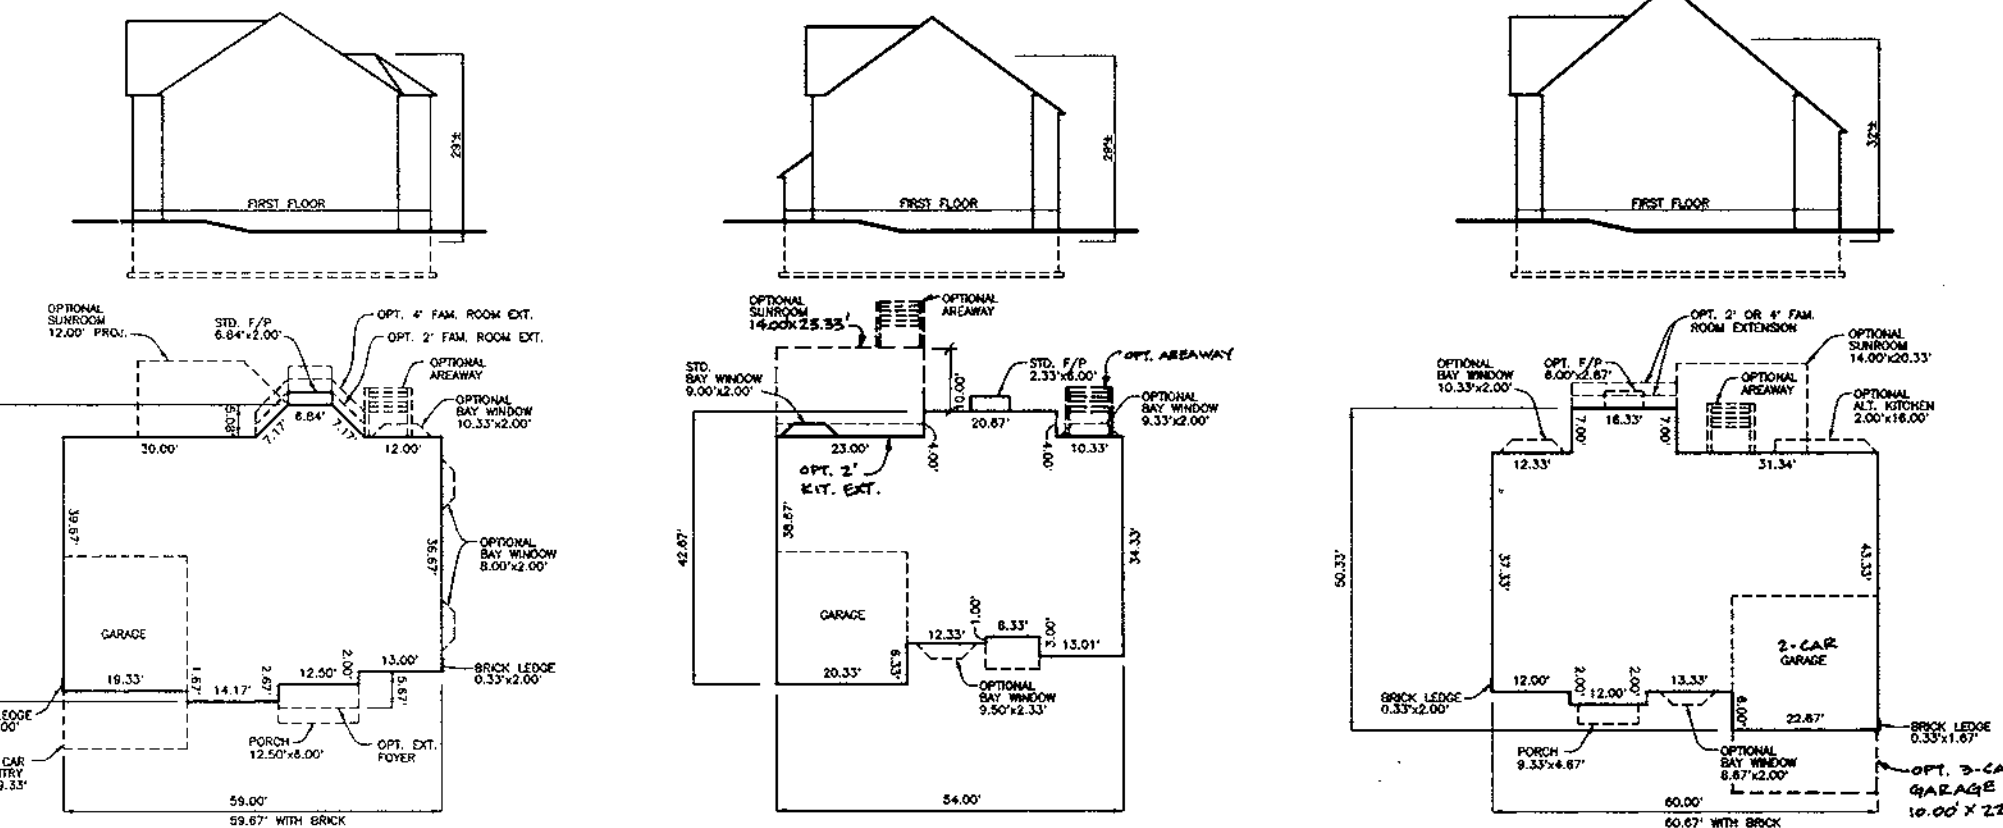 29'±
FIRST FLOOR
OPTIONAL
SUNROOM
12.00' PROJ.
STD. F/P
6.84'x2.00'
OPT. 4' FAM. ROOM EXT.
OPT. 2' FAM. ROOM EXT.
OPTIONAL
AREAWAY
OPTIONAL
BAY WINDOW
10.33'x2.00'
6.84'
7.17'
7.17'
30.00'
12.00'
39.67'
36.67'
OPTIONAL
BAY WINDOW
8.00'x2.00'
GARAGE
19.33'
1.67'
14.17'
2.67'
12.50'
2.00'
13.00'
5.67'
BRICK LEDGE
0.33'x2.00'
PORCH
12.50'x6.00'
OPT. EXT.
FOYER
59.00'
59.67' WITH BRICK
29'±
FIRST FLOOR
OPTIONAL
SUNROOM
14.00x23.33'
OPTIONAL
AREAWAY
STD.
BAY WINDOW
9.00'x2.00'
10.00'
STD. F/P
2.33'x6.00'
OPT. AREAWAY
OPTIONAL
BAY WINDOW
9.33'x2.00'
20.67'
23.00'
4.00'
4.00'
10.33'
OPT. 2'
KIT. EXT.
42.67'
38.67'
34.33'
GARAGE
12.33'
1.00'
8.33'
3.00'
13.01'
20.33'
6.33'
OPTIONAL
BAY WINDOW
9.50'x2.33'
54.00'
32'±
FIRST FLOOR
OPT. 2' OR 4' FAM.
ROOM EXTENSION
OPTIONAL
SUNROOM
14.00'x20.33'
OPTIONAL
BAY WINDOW
10.33'x2.00'
OPT. F/P
6.00'x2.67'
OPTIONAL
AREAWAY
OPTIONAL
ALT. KITCHEN
2.00'x16.00'
7.00'
16.33'
7.00'
12.33'
31.34'
50.33'
37.33'
43.33'
2-CAR
GARAGE
12.00'
2.00'
12.00'
2.00'
13.33'
6.00'
22.67'
BRICK LEDGE
0.33'x2.00'
BRICK LEDGE
0.33'x1.67'
PORCH
9.33'x4.67'
OPTIONAL
BAY WINDOW
8.67'x2.00'
OPT. 3-CA
GARAGE
10.00' X 22
60.00'
60.67' WITH BRICK